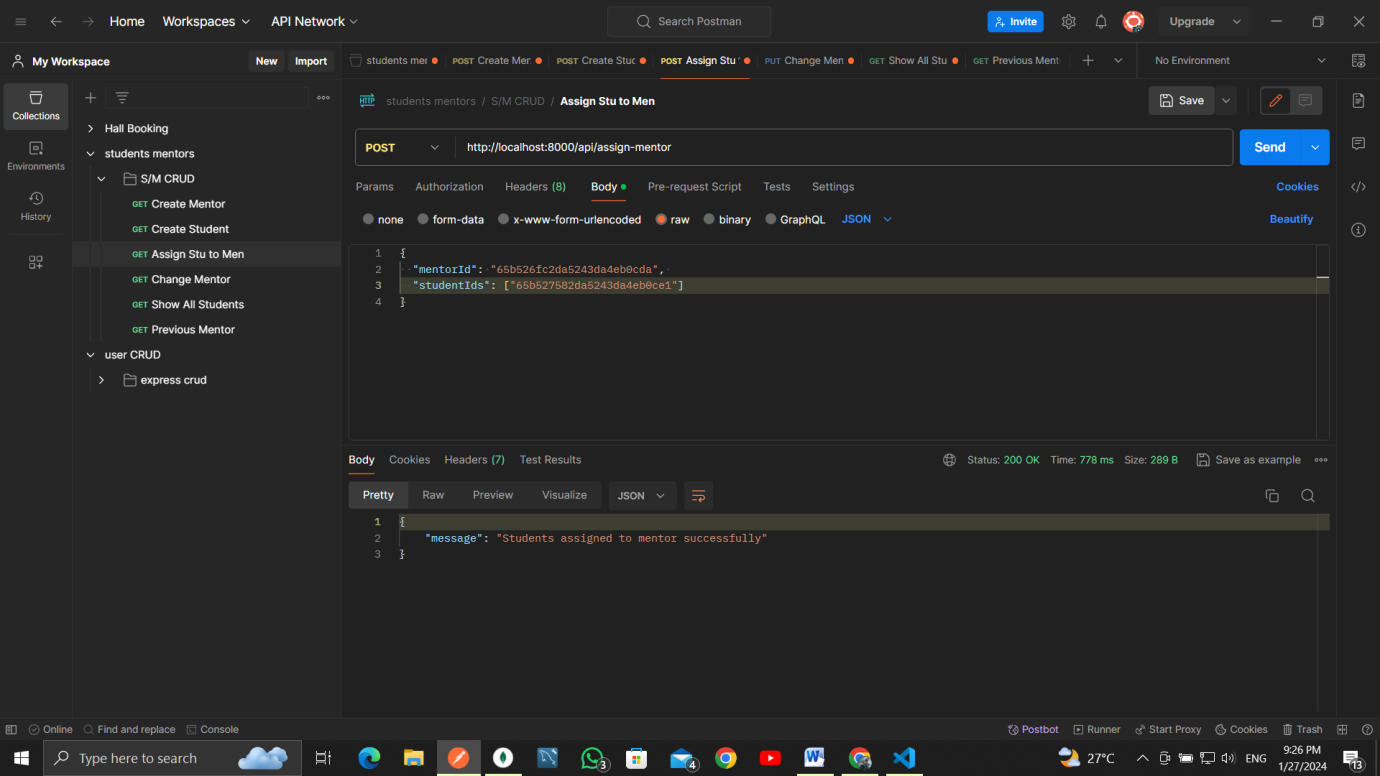 Home Workspaces API Network Search Postman Invite Upgrade
My Workspace New Import students mer POST Create Mer POST Create Stuc POST Assign Stu PUT Change Men GET Show All Stu GET Previous Ment No Environment
Collections
Environments
History
Hall Booking
students mentors
S/M CRUD
GET Create Mentor
GET Create Student
GET Assign Stu to Men
GET Change Mentor
GET Show All Students
GET Previous Mentor
user CRUD
express crud
HTTP students mentors / S/M CRUD / Assign Stu to Men Save
POST http://localhost:8000/api/assign-mentor Send
Params Authorization Headers (8) Body Pre-request Script Tests Settings Cookies
none form-data x-www-form-urlencoded raw binary GraphQL JSON Beautify
1 {
2 "mentorId": "65b526fc2da5243da4eb0cda",
3 "studentIds": ["65b527582da5243da4eb0ce1"]
4 }
Body Cookies Headers (7) Test Results Status: 200 OK Time: 778 ms Size: 289 B Save as example
Pretty Raw Preview Visualize JSON
1 {
2 "message": "Students assigned to mentor successfully"
3 }
Online Find and replace Console Postbot Runner Start Proxy Cookies Trash
Type here to search 3 4 27°C ENG 9:26 PM 1/27/2024 13